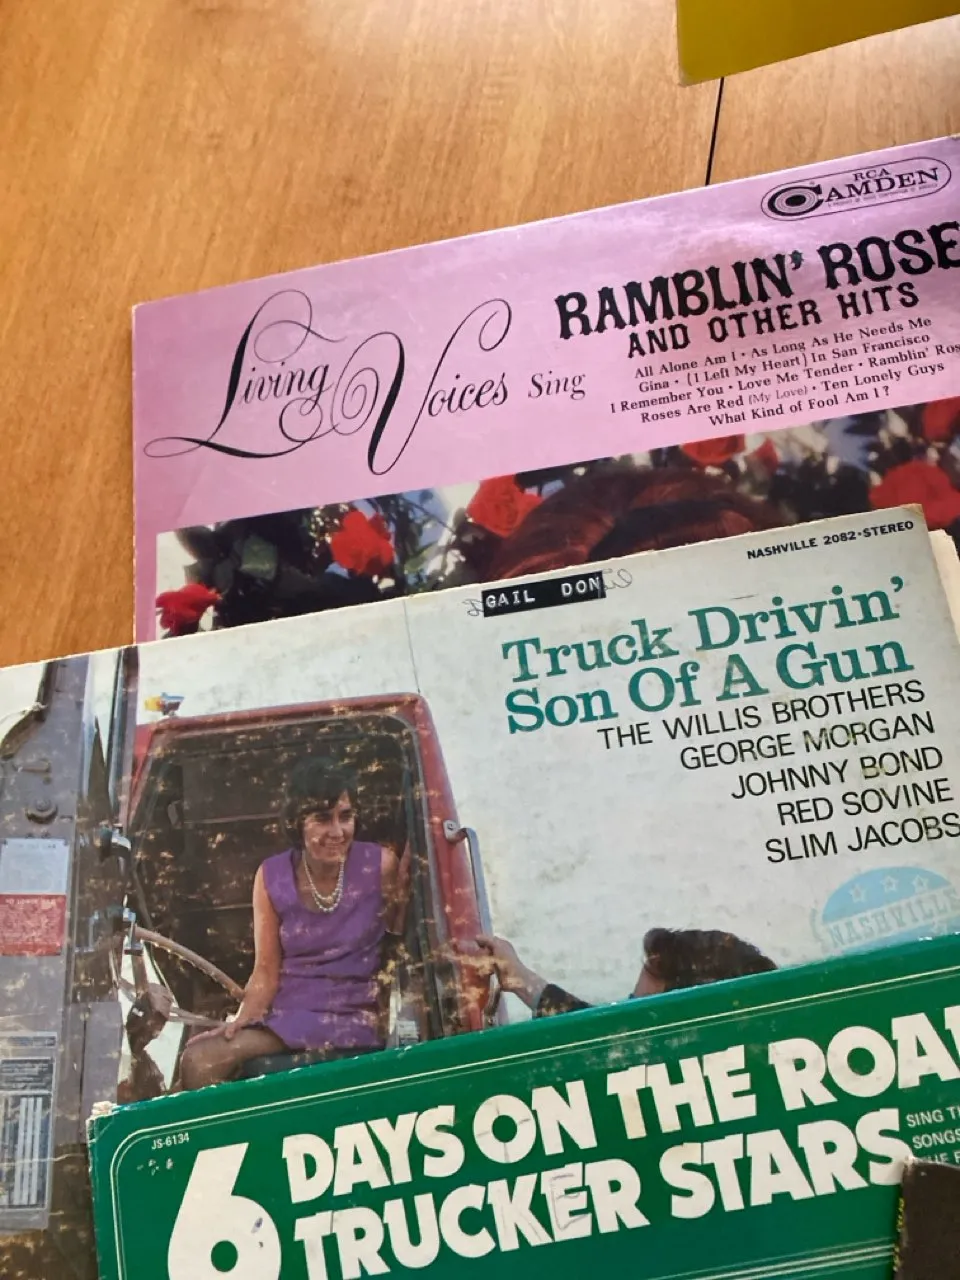 RCA
CAMDEN
RAMBLIN' ROSE
AND OTHER HITS
Living Voices Sing
All Alone Am I • As Long As He Needs Me
Gina • (I Left My Heart) In San Francisco
I Remember You • Love Me Tender • Ramblin' Ros
Roses Are Red (My Love) • Ten Lonely Guys
What Kind of Fool Am I?
NASHVILLE 2082•STEREO
GAIL DON
Truck Drivin'
Son Of A Gun
THE WILLIS BROTHERS
GEORGE MORGAN
JOHNNY BOND
RED SOVINE
SLIM JACOBS
NASHVILLE
JS-6134
6 DAYS ON THE ROA
TRUCKER STARS
SING T
SONGS